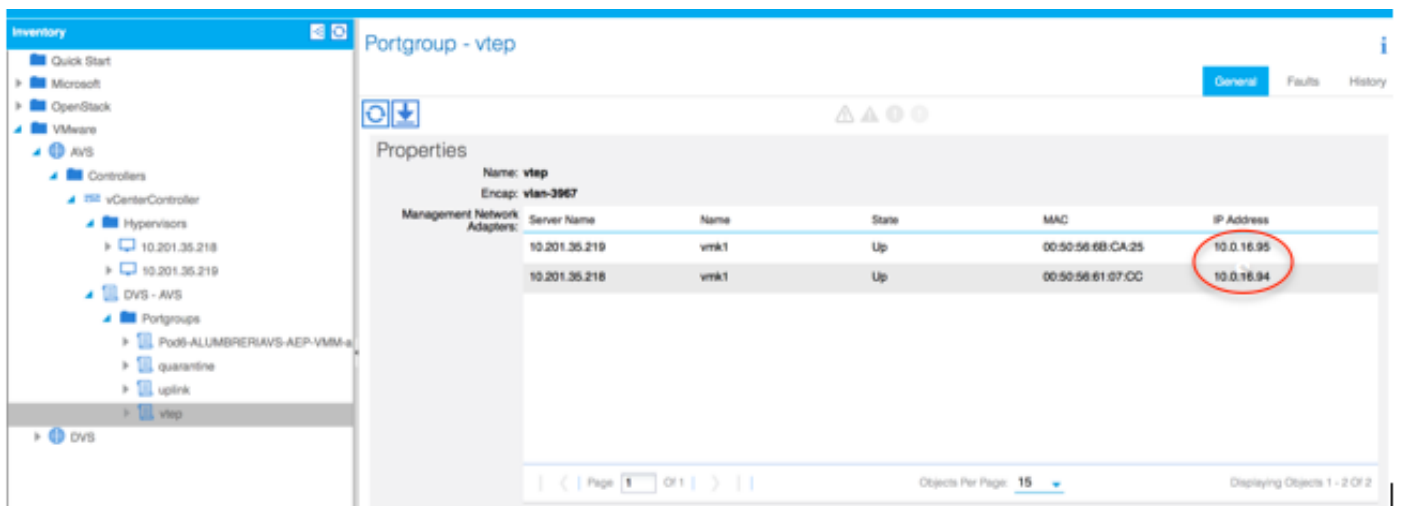 Inventory
Quick Start
Microsoft
OpenStack
VMware
AVS
Controllers
vCenterController
Hypervisors
10.201.35.218
10.201.35.219
DVS - AVS
Portgroups
Pod6-ALUMBRERIAVS-AEP-VMM-a
quarantine
uplink
vtep
DVS
Portgroup - vtep
i
General Faults History
Properties
Name: vtep
Encap: vlan-3967
Management Network Adapters:
Server Name Name State MAC IP Address
10.201.35.219 vmk1 Up 00:50:56:6B:CA:25 10.0.16.95
10.201.35.218 vmk1 Up 00:50:56:61:07:CC 10.0.16.94
Page 1 Of 1 Objects Per Page: 15 Displaying Objects 1 - 2 Of 2